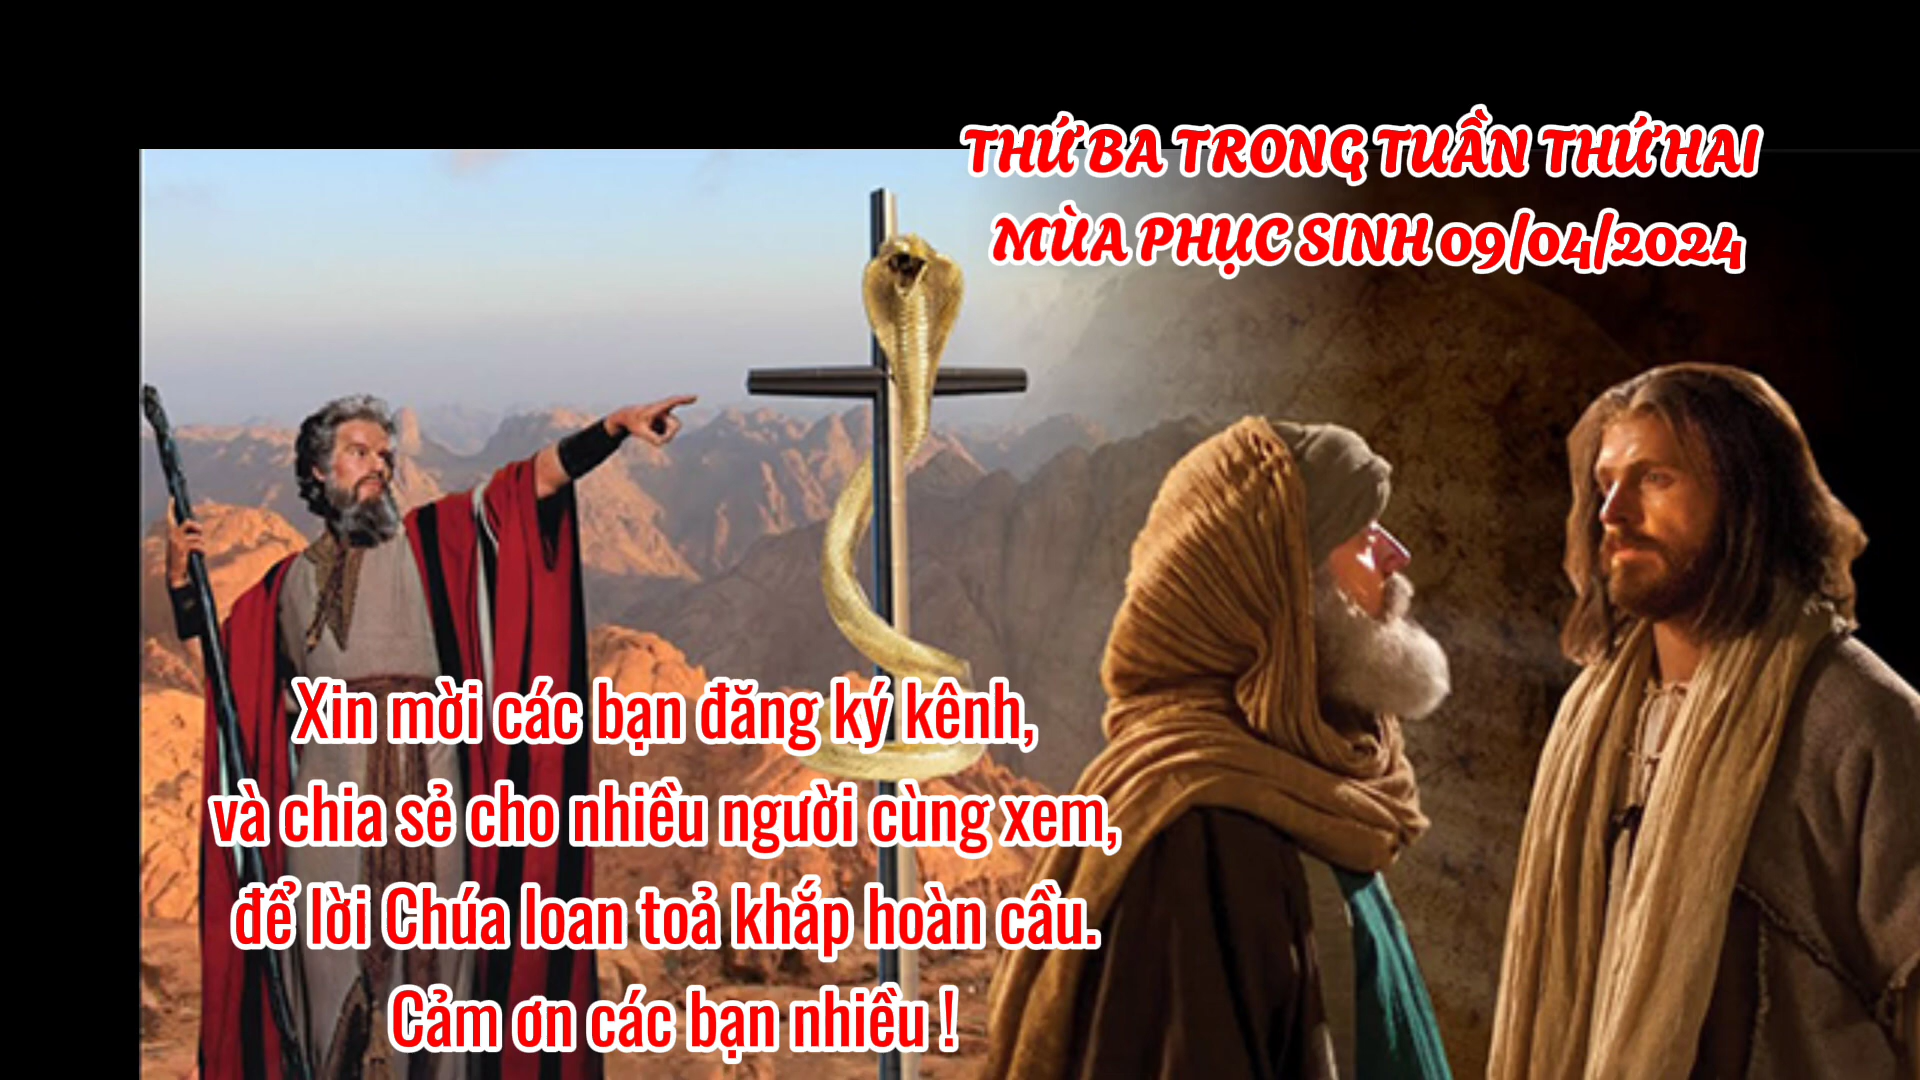 THỨ BA TRONG TUẦN THỨ HAI
MÙA PHỤC SINH 09/04/2024
Xin mời các bạn đăng ký kênh,
và chia sẻ cho nhiều người cùng xem,
để lời Chúa loan toả khắp hoàn cầu.
Cảm ơn các bạn nhiều !